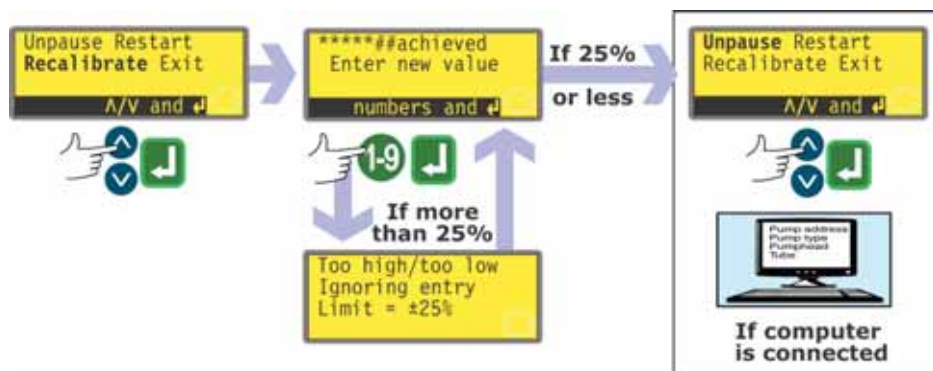 Unpause Restart
Recalibrate Exit
∧/∨ and ↵
*****##achieved
Enter new value
numbers and ↵
1-9
If 25%
or less
If more
than 25%
Too high/too low
Ignoring entry
Limit = ±25%
Unpause Restart
Recalibrate Exit
∧/∨ and ↵
Pump address
Pump type
Pumphead
Tube
If computer
is connected